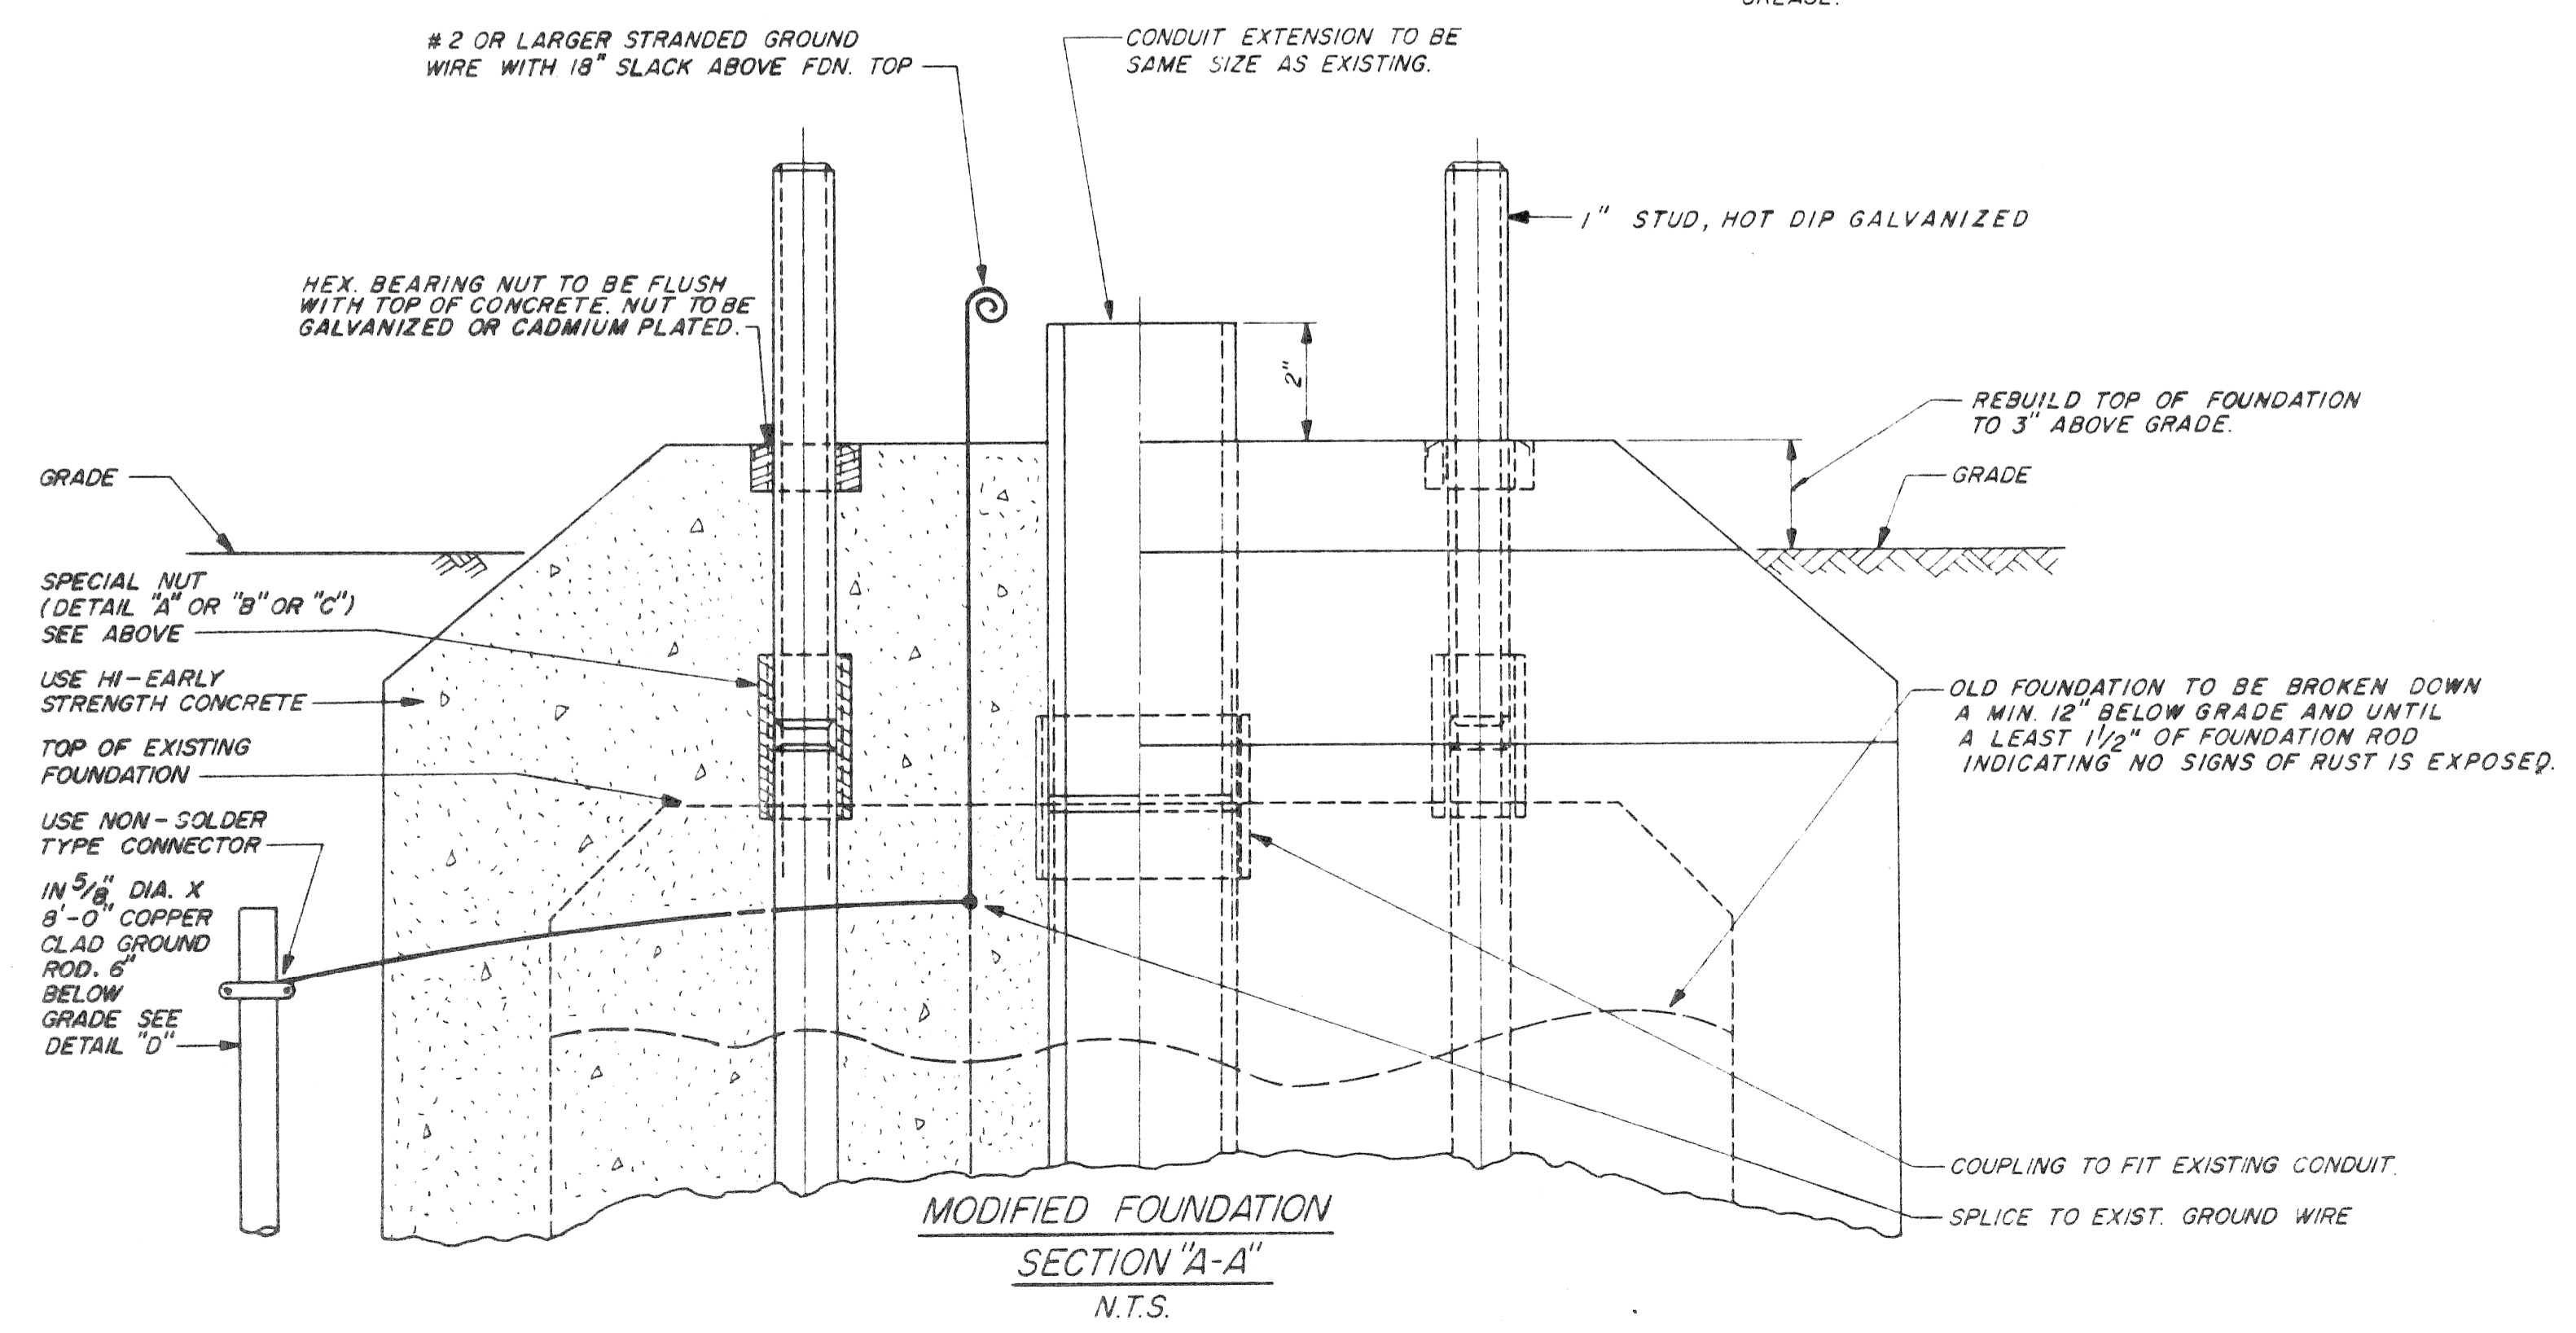 GREASE.
#2 OR LARGER STRANDED GROUND
WIRE WITH 18" SLACK ABOVE FDN. TOP
CONDUIT EXTENSION TO BE
SAME SIZE AS EXISTING.
1" STUD, HOT DIP GALVANIZED
HEX. BEARING NUT TO BE FLUSH
WITH TOP OF CONCRETE. NUT TO BE
GALVANIZED OR CADMIUM PLATED.
2"
REBUILD TOP OF FOUNDATION
TO 3" ABOVE GRADE.
GRADE
GRADE
SPECIAL NUT
(DETAIL "A" OR "B" OR "C")
SEE ABOVE
USE HI-EARLY
STRENGTH CONCRETE
TOP OF EXISTING
FOUNDATION
USE NON-SOLDER
TYPE CONNECTOR
IN 5/8" DIA. X
8'-0" COPPER
CLAD GROUND
ROD. 6"
BELOW
GRADE SEE
DETAIL "D"
OLD FOUNDATION TO BE BROKEN DOWN
A MIN. 12" BELOW GRADE AND UNTIL
A LEAST 1 1/2" OF FOUNDATION ROD
INDICATING NO SIGNS OF RUST IS EXPOSED.
COUPLING TO FIT EXISTING CONDUIT.
SPLICE TO EXIST. GROUND WIRE
MODIFIED FOUNDATION
SECTION "A-A"
N.T.S.